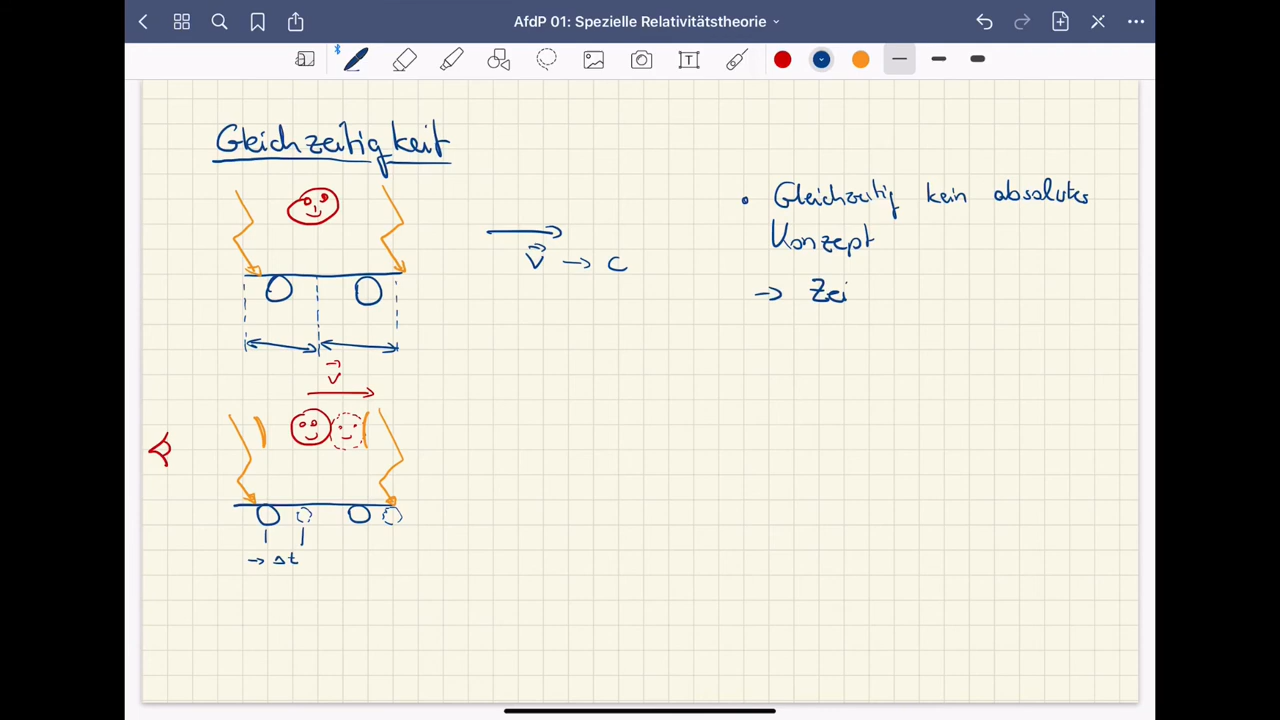 AfdP 01: Spezielle Relativitätstheorie
T
Gleichzeitigkeit
v → c
v
→ Δt
• Gleichzeitig kein absolutes
Konzept
→ Zei